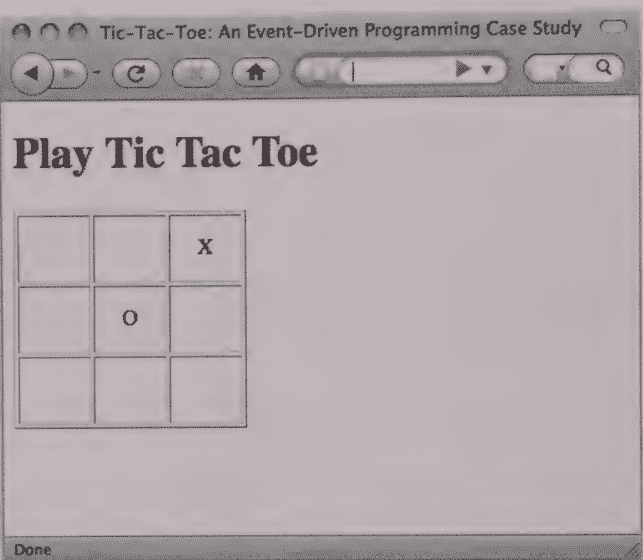 Tic-Tac-Toe: An Event-Driven Programming Case Study
Play Tic Tac Toe
X
O
Done